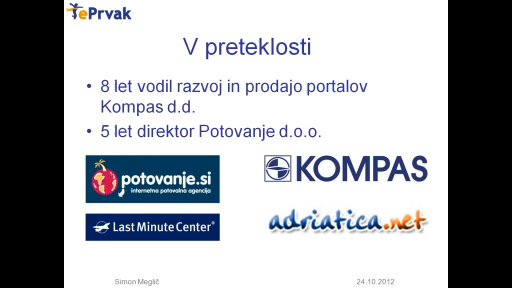 ePrvak
V preteklosti
• 8 let vodil razvoj in prodajo portalov
Kompas d.d.
• 5 let direktor Potovanje d.o.o.
potovanje.si
internetna potovalna agencija
KOMPAS
Last Minute Center®
adriatica.net
Simon Meglič
24.10.2012